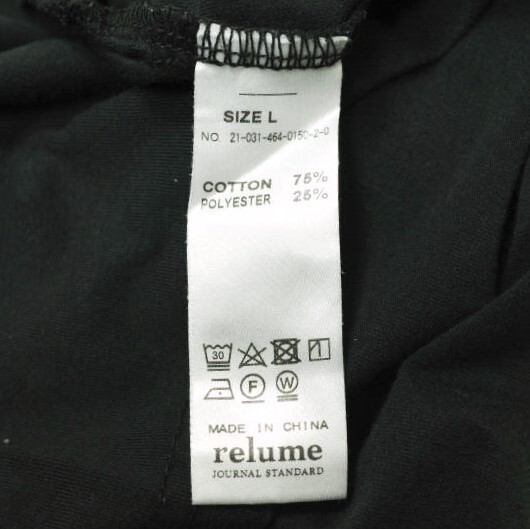 SIZE L
NO. 21-031-464-0150-2-0
COTTON 75%
POLYESTER 25%
30
F W
MADE IN CHINA
relume
JOURNAL STANDARD